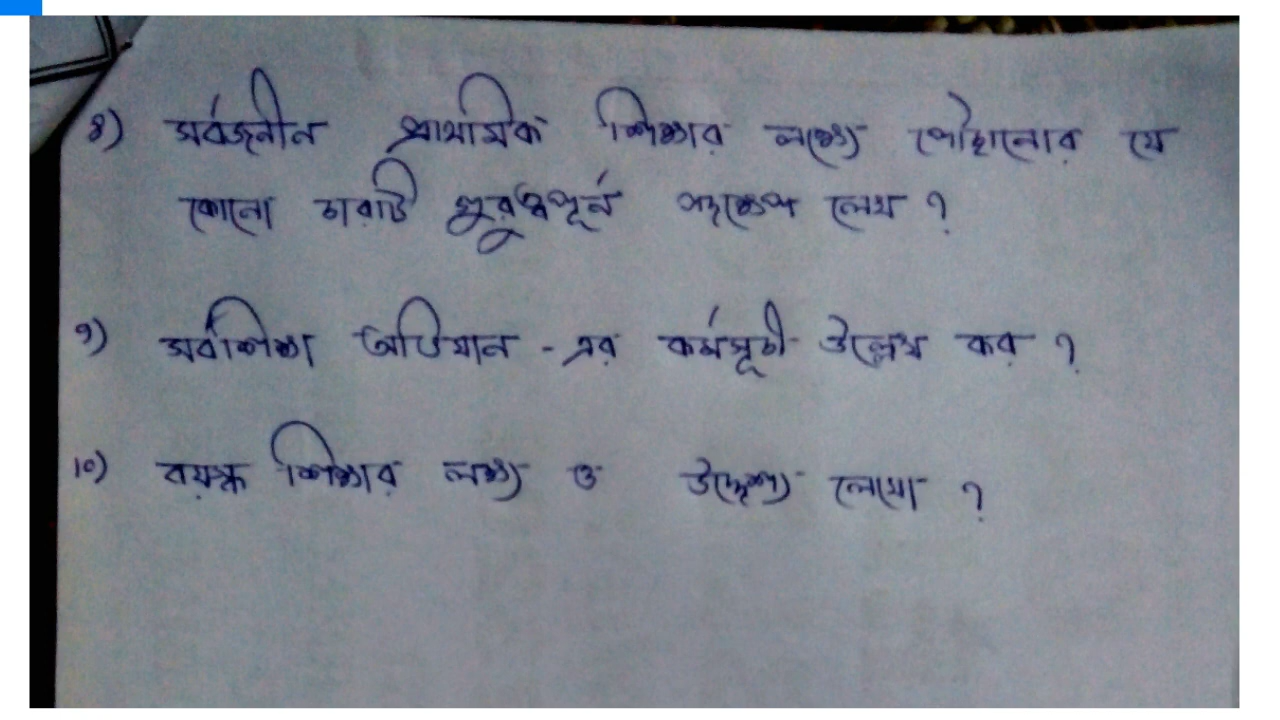 8) সর্বজনীন প্রাথমিক শিক্ষার লক্ষ্যে পৌছানোর যে
কোনো চারটি গুরুত্বপূর্ন পদক্ষেপ লেখ ?
9) সর্বশিক্ষা অভিযান - এর কর্মসূচী উল্লেখ কর ?
10) বয়স্ক শিক্ষার লক্ষ্য ও উদ্দেশ্য লেখো ?